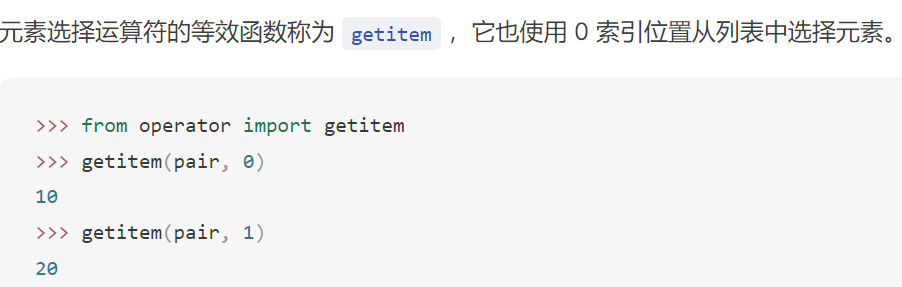 元素选择运算符的等效函数称为 getitem ，它也使用 0 索引位置从列表中选择元素。
>>> from operator import getitem
>>> getitem(pair, 0)
10
>>> getitem(pair, 1)
20